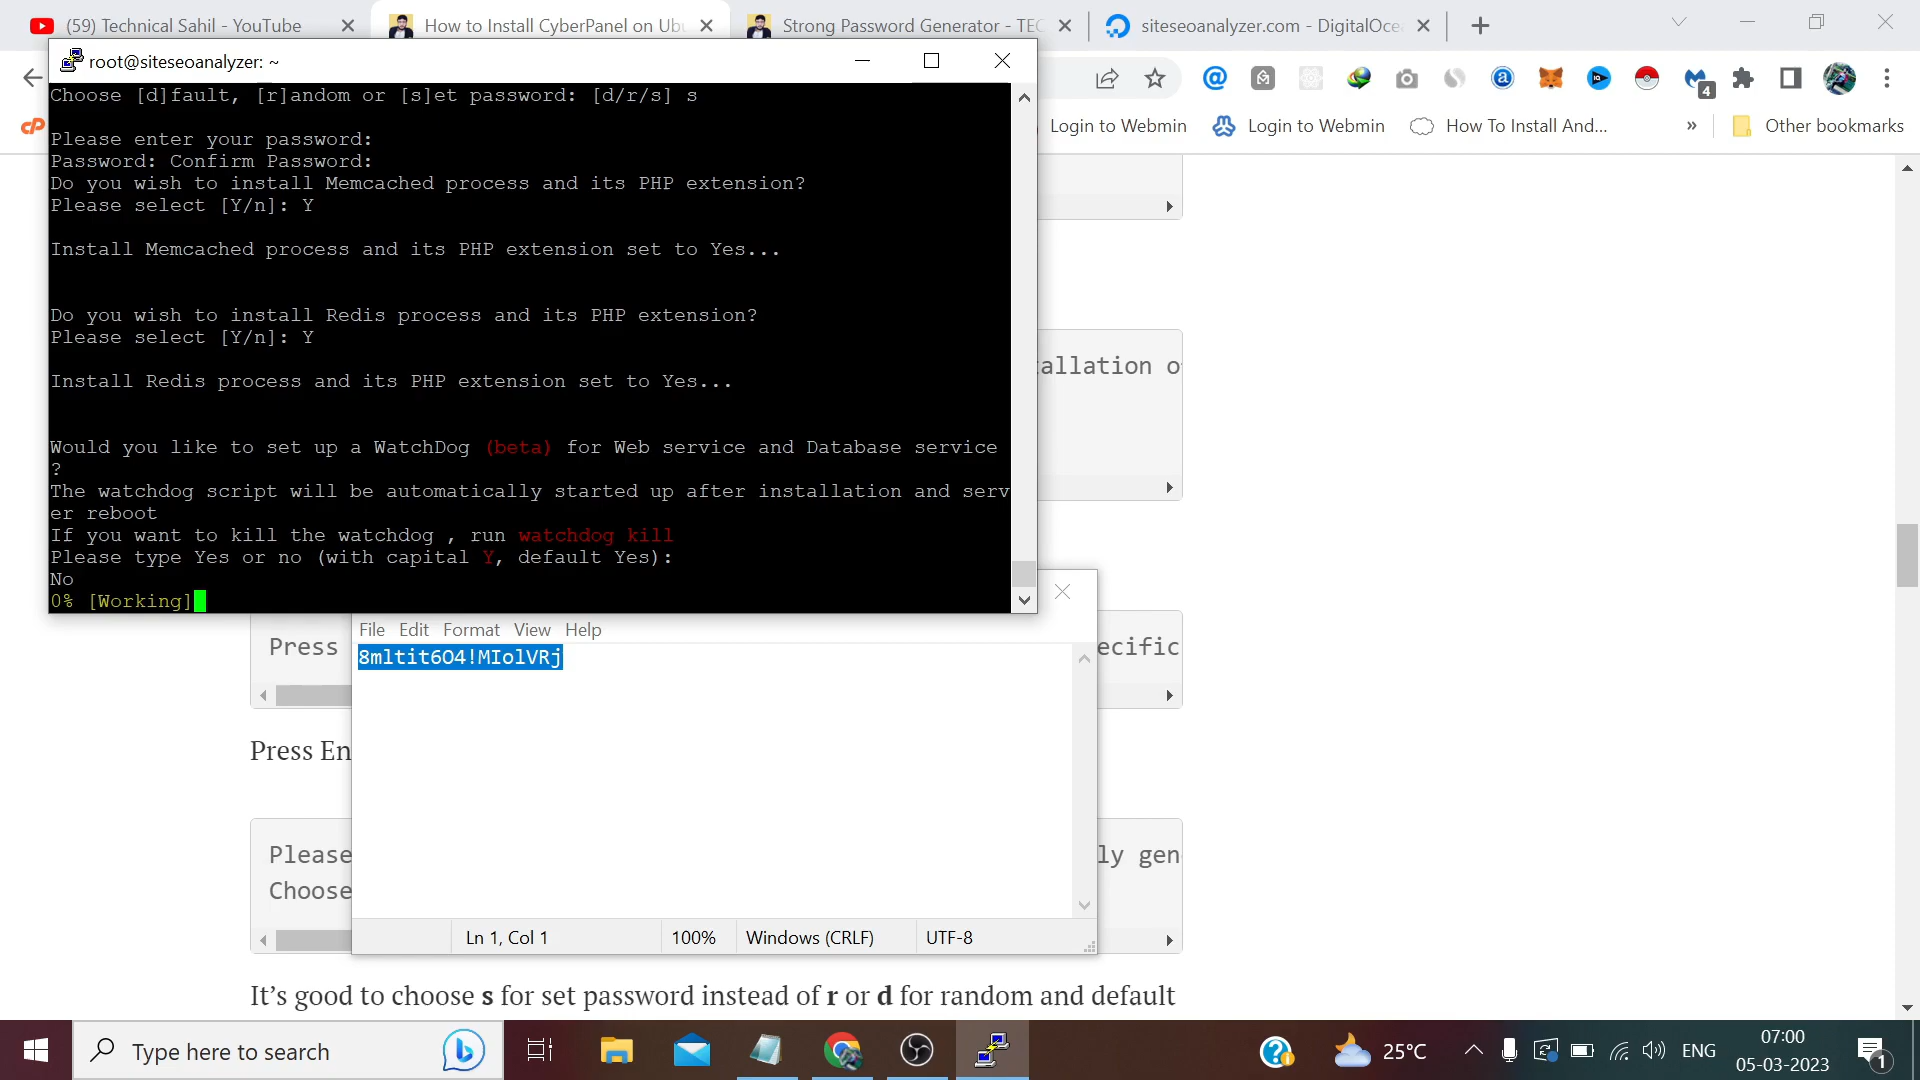 (59) Technical Sahil - YouTube
How to Install CyberPanel on Ubu
Strong Password Generator - TEC
siteseoanalyzer.com - DigitalOce
root@siteseoanalyzer: ~
4
cP
Login to Webmin
Login to Webmin
How To Install And...
»
Other bookmarks
Choose [d]fault, [r]andom or [s]et password: [d/r/s] s
Please enter your password:
Password: Confirm Password:
Do you wish to install Memcached process and its PHP extension?
Please select [Y/n]: Y
Install Memcached process and its PHP extension set to Yes...
Do you wish to install Redis process and its PHP extension?
Please select [Y/n]: Y
Install Redis process and its PHP extension set to Yes...
Would you like to set up a WatchDog (beta) for Web service and Database service
?
The watchdog script will be automatically started up after installation and serv
er reboot
If you want to kill the watchdog , run watchdog kill
Please type Yes or no (with capital Y, default Yes):
No
0% [Working]
allation o
File Edit Format View Help
8mltit6O4!MIolVRj
Press
ecific
Press En
Please
ly gen
Choose
Ln 1, Col 1
100%
Windows (CRLF)
UTF-8
It’s good to choose s for set password instead of r or d for random and default
Type here to search
25°C
ENG
07:00
05-03-2023
1